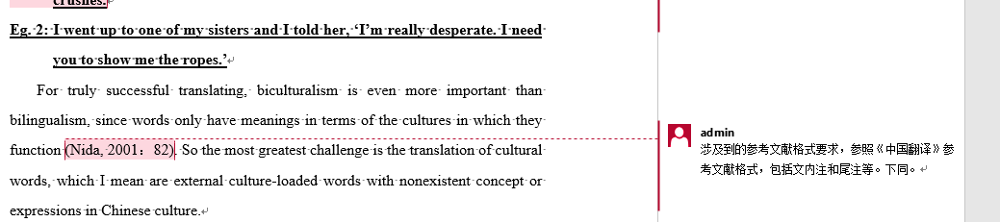 crushes.
Eg. 2: I went up to one of my sisters and I told her, ‘I’m really desperate. I need
you to show me the ropes.’
For truly successful translating, biculturalism is even more important than
bilingualism, since words only have meanings in terms of the cultures in which they
function (Nida, 2001：82). So the most greatest challenge is the translation of cultural
words, which I mean are external culture-loaded words with nonexistent concept or
expressions in Chinese culture.
admin
涉及到的参考文献格式要求，参照《中国翻译》参
考文献格式，包括文内注和尾注等。下同。